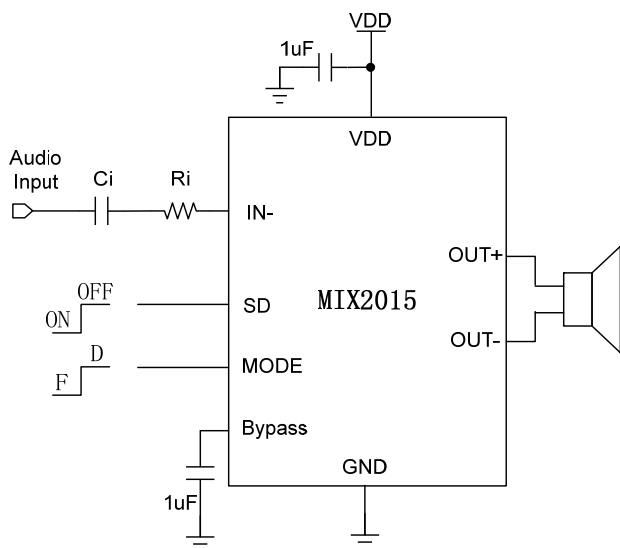 VDD
1uF
VDD
Audio
Input
Ci
Ri
IN-
OUT+
OFF
ON
SD
MIX2015
OUT-
D
F
MODE
Bypass
GND
1uF